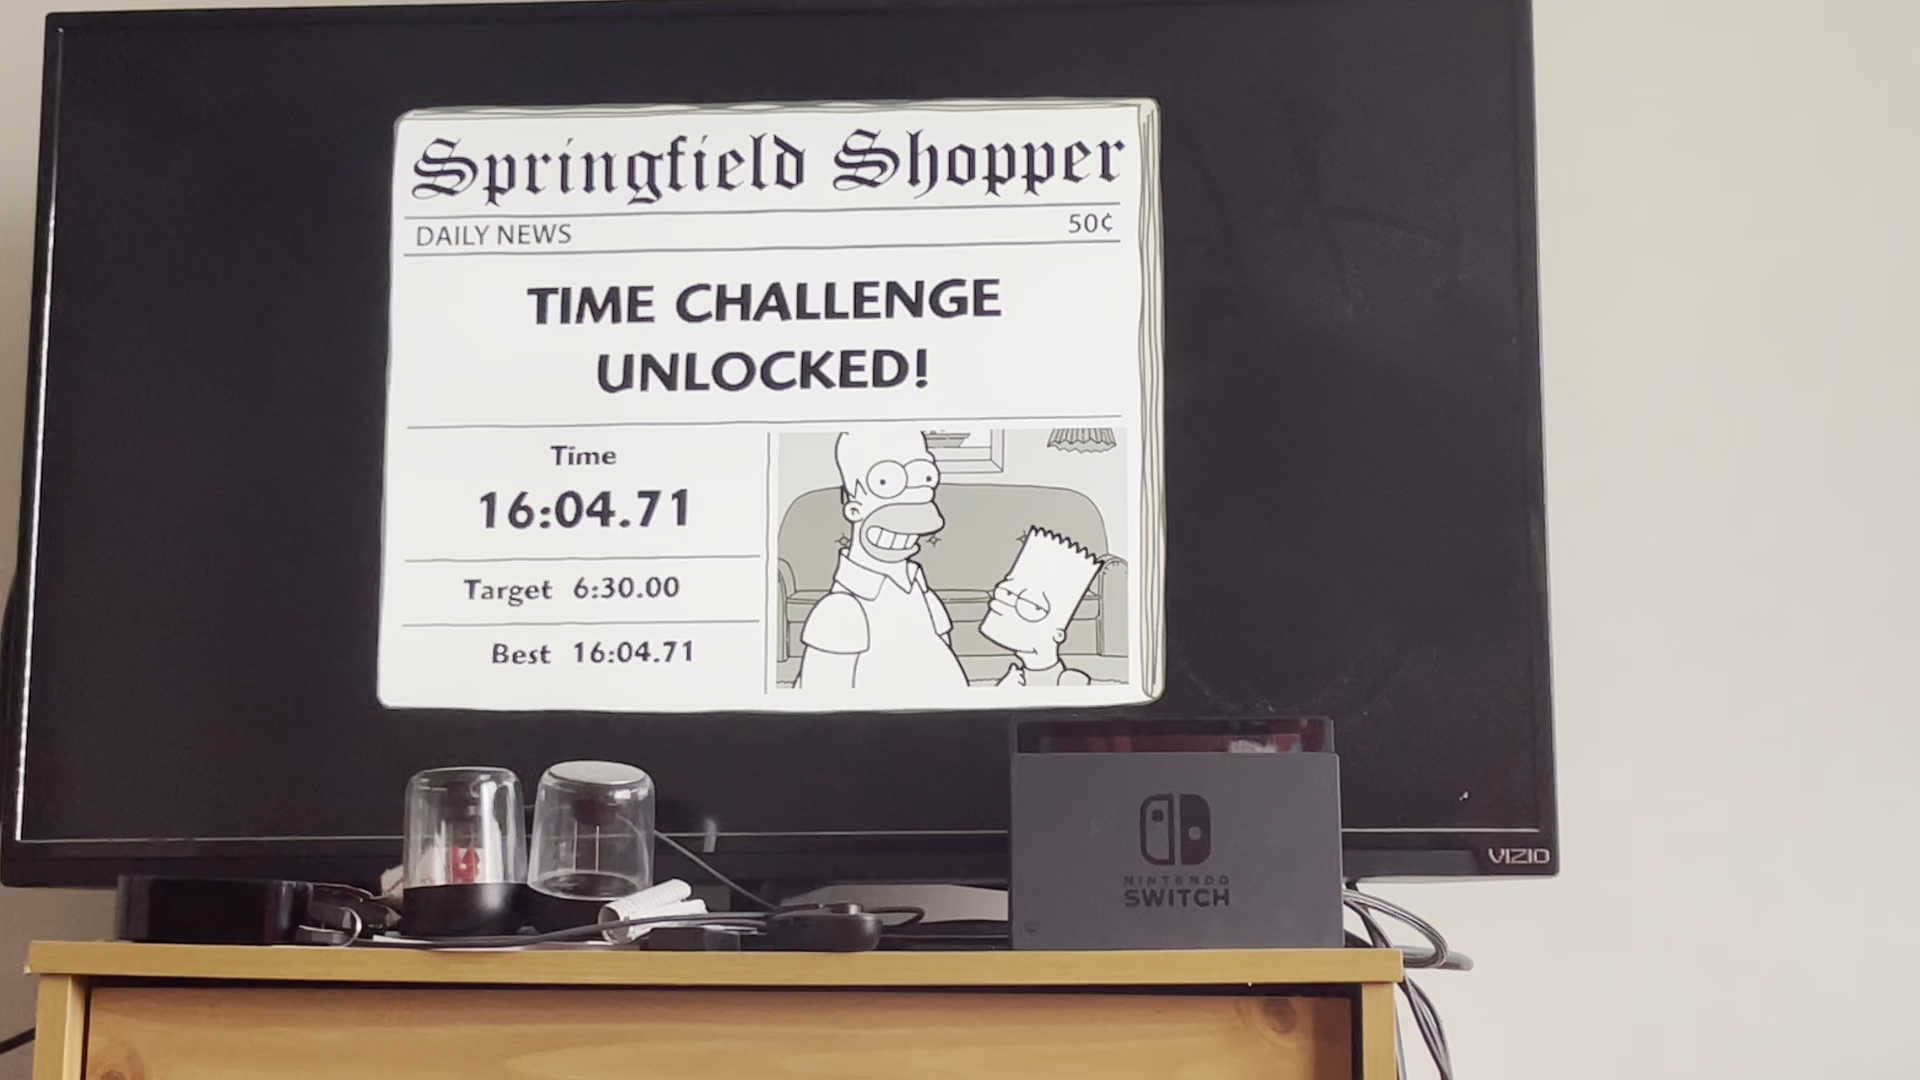 Springfield Shopper
DAILY NEWS 50¢
TIME CHALLENGE
UNLOCKED!
Time
16:04.71
Target 6:30.00
Best 16:04.71
NINTENDO
SWITCH
VIZIO